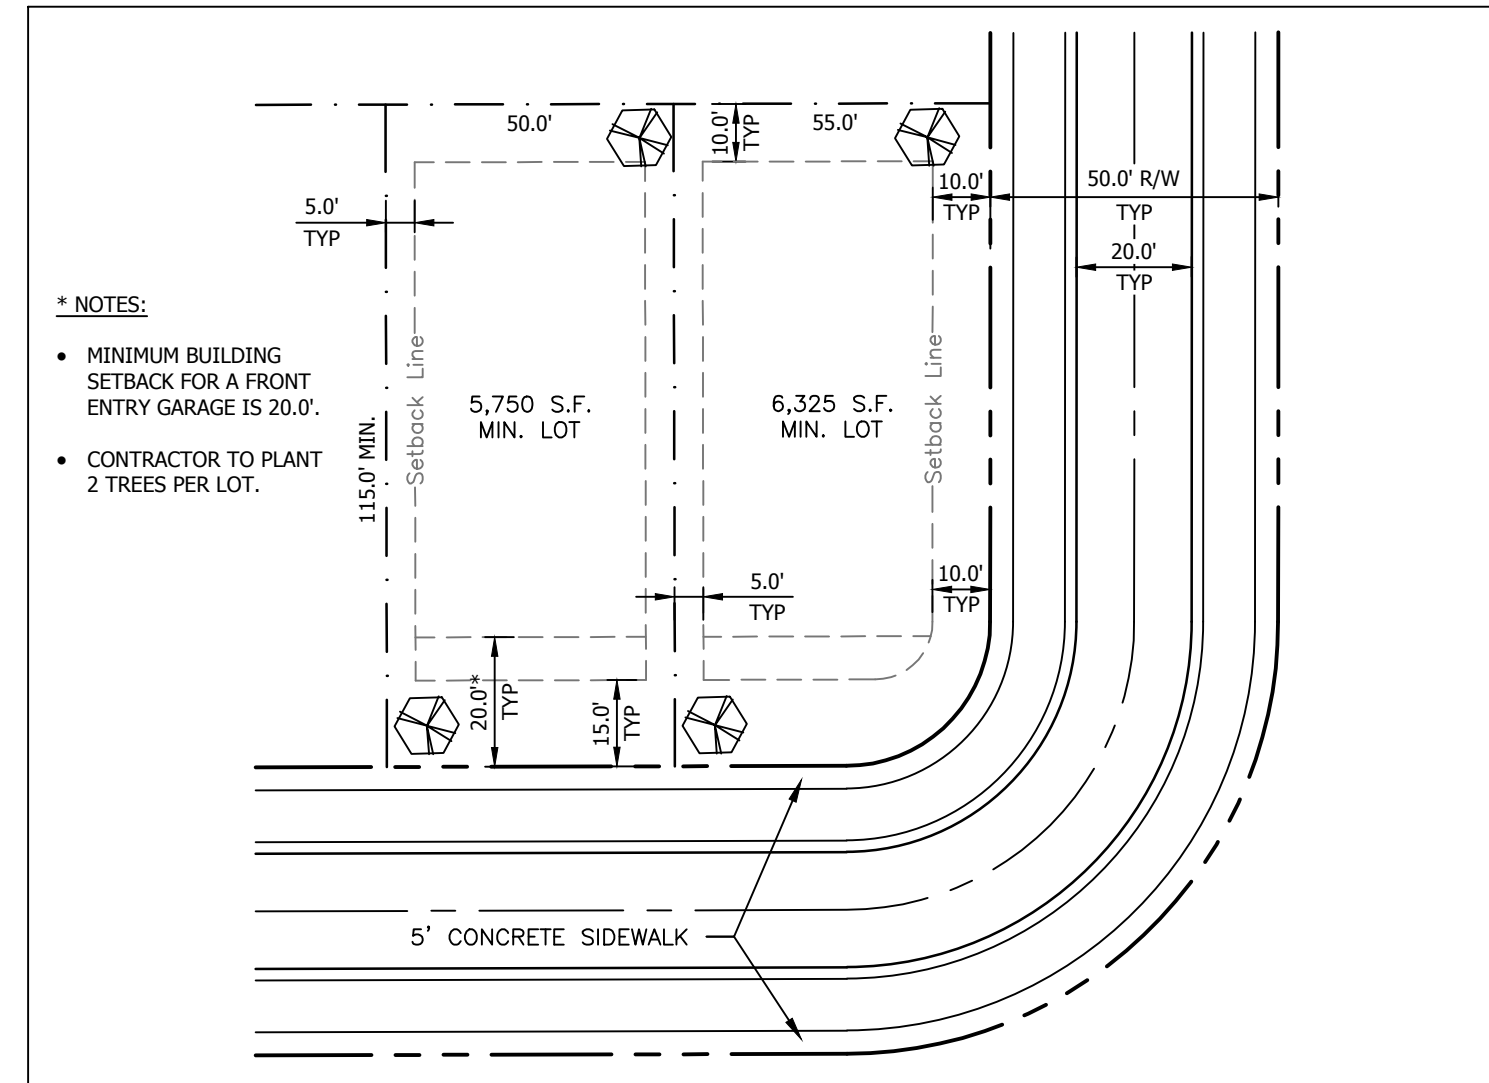 50.0'
10.0'
TYP
55.0'
10.0'
TYP
50.0' R/W
TYP
5.0'
TYP
20.0'
TYP
* NOTES:
• MINIMUM BUILDING
SETBACK FOR A FRONT
ENTRY GARAGE IS 20.0'.
• CONTRACTOR TO PLANT
2 TREES PER LOT.
115.0' MIN.
Setback Line
5,750 S.F.
MIN. LOT
6,325 S.F.
MIN. LOT
Setback Line
5.0'
TYP
10.0'
TYP
20.0'*
TYP
15.0'
TYP
5' CONCRETE SIDEWALK